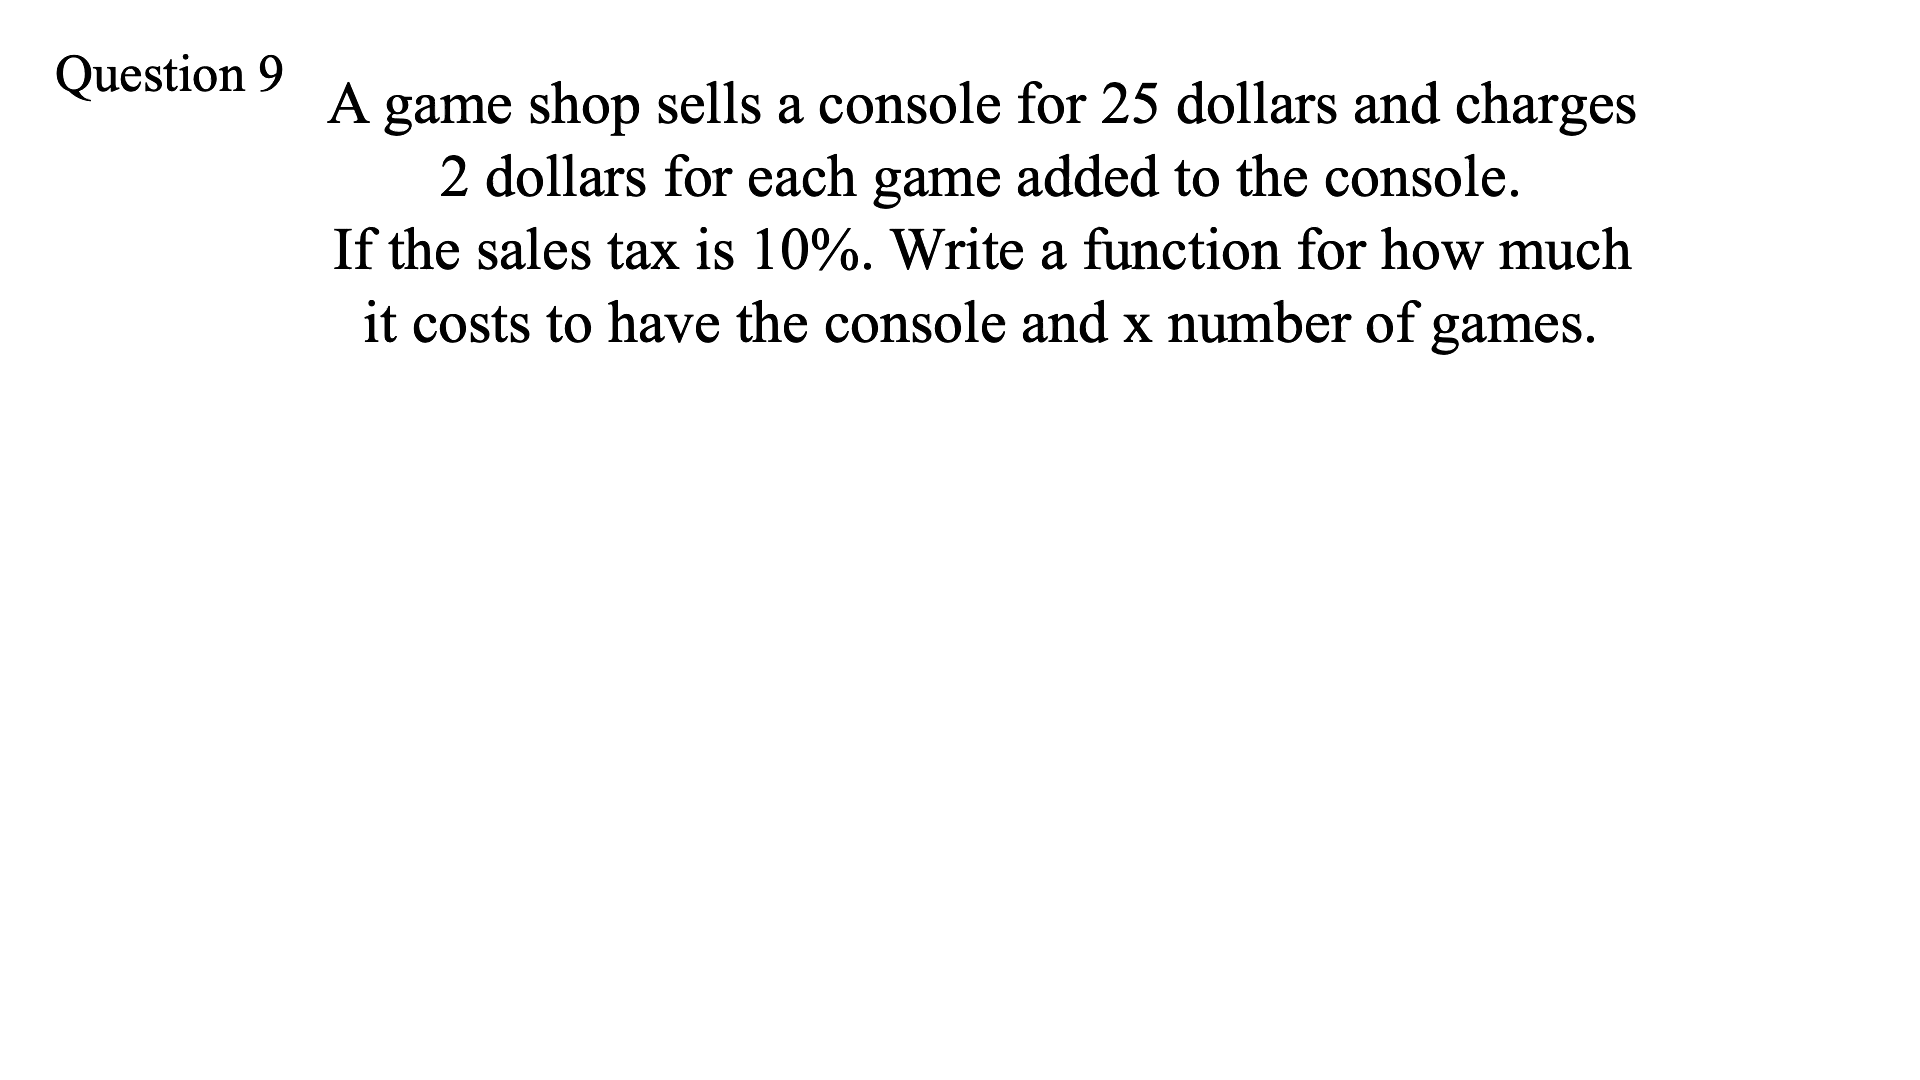 Question 9
A game shop sells a console for 25 dollars and charges
2 dollars for each game added to the console.
If the sales tax is 10%. Write a function for how much
it costs to have the console and x number of games.